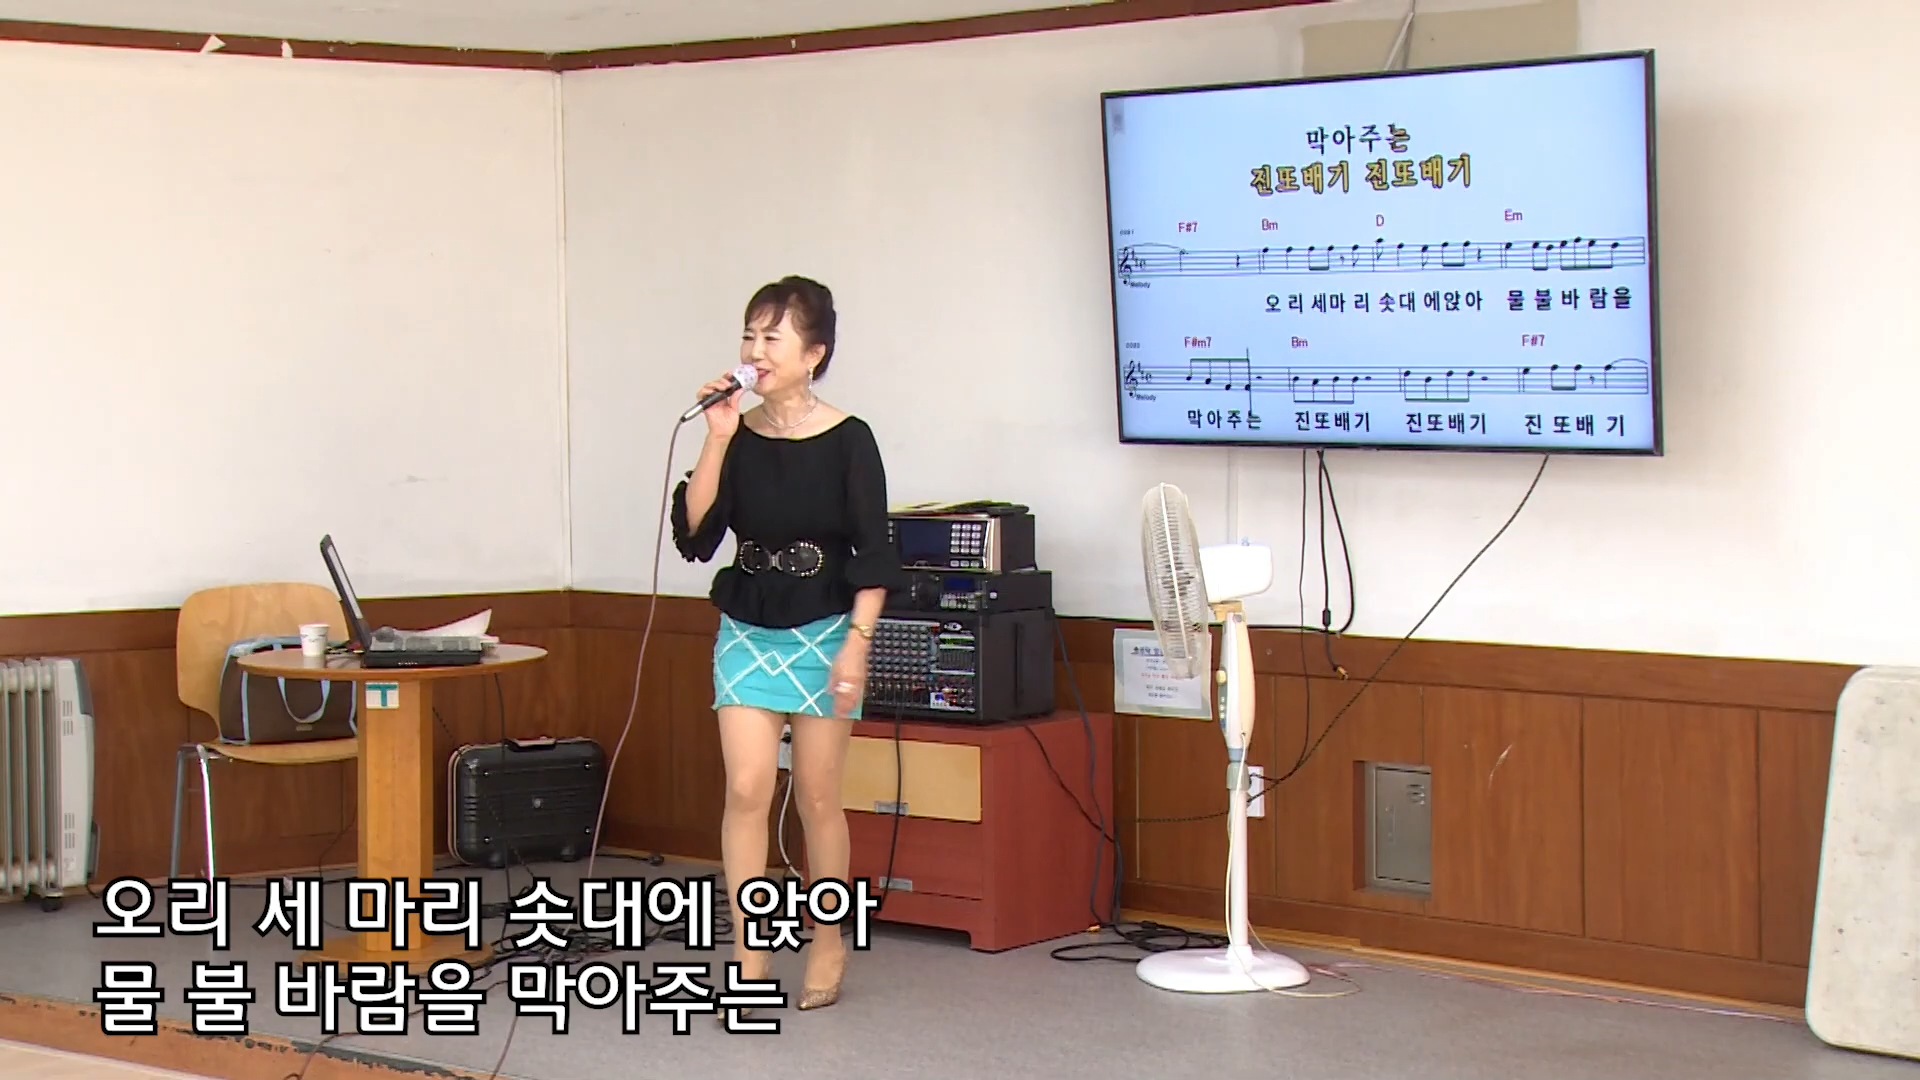 막아주는
진또배기 진또배기
F#7 Bm D Em
Melody
오리세마리솟대에앉아 물불바람을
F#m7 Bm F#7
Melody
막아주는 진또배기 진또배기 진또배기
T
오리 세 마리 솟대에 앉아
물 불 바람을 막아주는